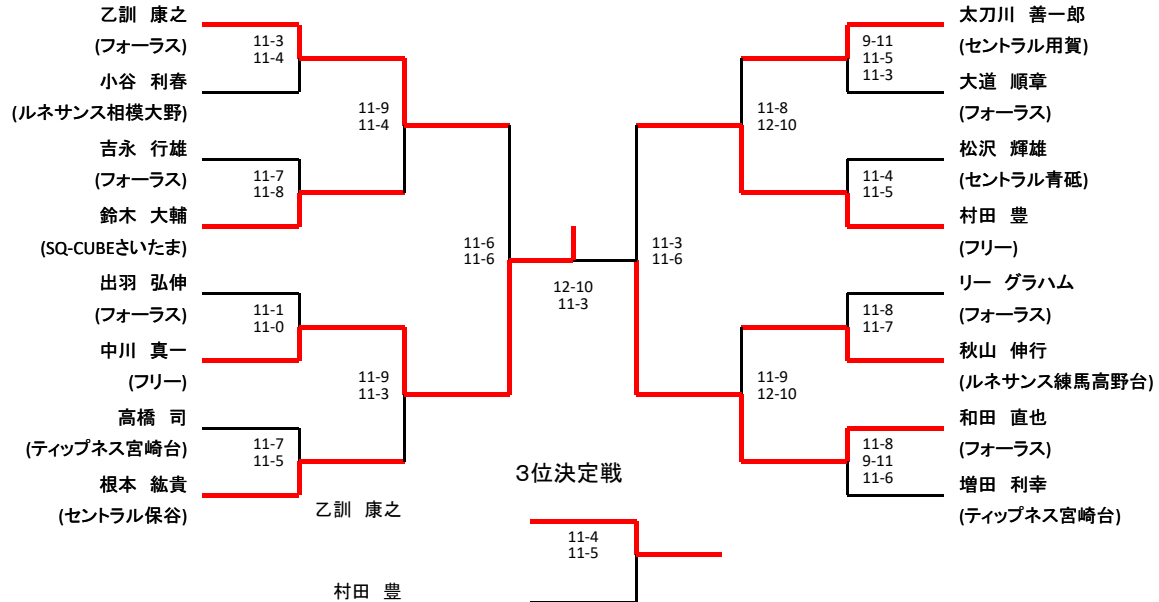 乙訓　康之
(フォーラス)
11-3
11-4
小谷　利春
(ルネサンス相模大野)
11-9
11-4
吉永　行雄
(フォーラス)
11-7
11-8
鈴木　大輔
(SQ-CUBEさいたま)
11-6
11-6
出羽　弘伸
(フォーラス)
11-1
11-0
中川　真一
(フリー)
11-9
11-3
高橋　司
(ティップネス宮崎台)
11-7
11-5
根本　紘貴
(セントラル保谷)
12-10
11-3
太刀川　善一郎
(セントラル用賀)
9-11
11-5
11-3
大道　順章
(フォーラス)
11-8
12-10
松沢　輝雄
(セントラル青砥)
11-4
11-5
村田　豊
(フリー)
11-3
11-6
リー　グラハム
(フォーラス)
11-8
11-7
秋山　伸行
(ルネサンス練馬高野台)
11-9
12-10
和田　直也
(フォーラス)
11-8
9-11
11-6
増田　利幸
(ティップネス宮崎台)
３位決定戦
乙訓　康之
11-4
11-5
村田　豊